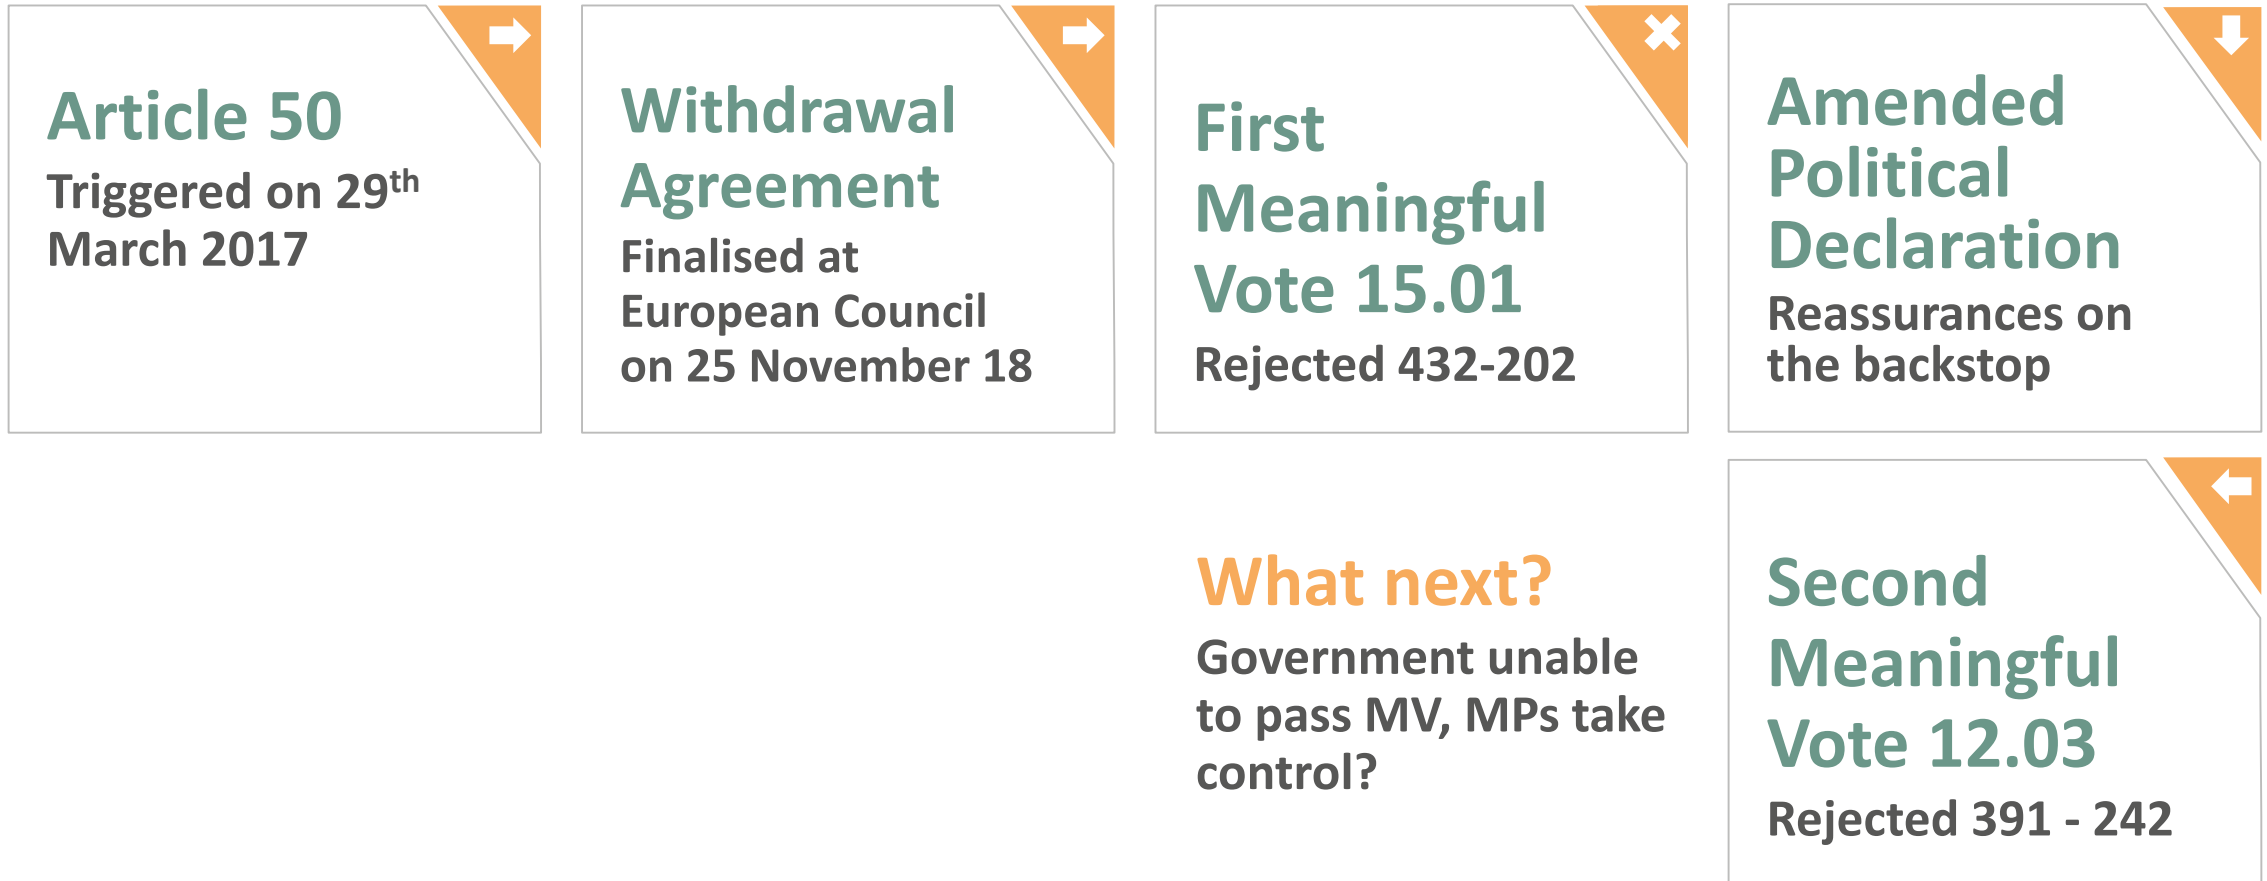 Article 50
Triggered on 29th
March 2017
Withdrawal
Agreement
Finalised at
European Council
on 25 November 18
First
Meaningful
Vote 15.01
Rejected 432-202
Amended
Political
Declaration
Reassurances on
the backstop
What next?
Government unable
to pass MV, MPs take
control?
Second
Meaningful
Vote 12.03
Rejected 391 - 242